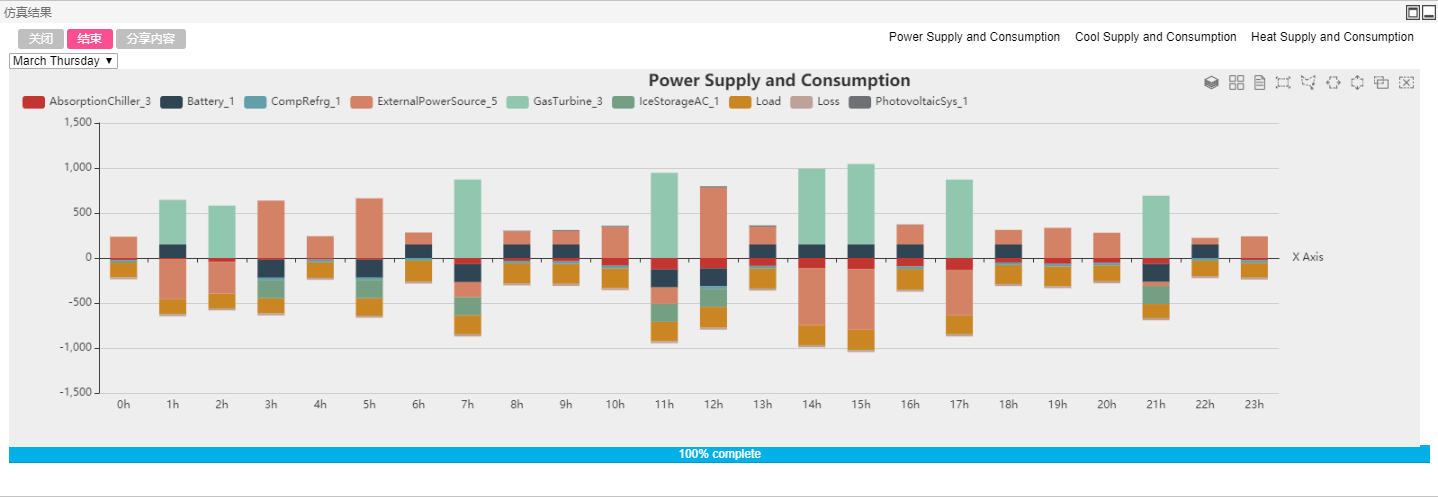 仿真结果
关闭 结束 分享内容 Power Supply and Consumption Cool Supply and Consumption Heat Supply and Consumption
March Thursday
Power Supply and Consumption
AbsorptionChiller_3 Battery_1 CompRefrg_1 ExternalPowerSource_5 GasTurbine_3 IceStorageAC_1 Load Loss PhotovoltaicSys_1
1,500
1,000
500
0 X Axis
-500
-1,000
-1,500
0h 1h 2h 3h 4h 5h 6h 7h 8h 9h 10h 11h 12h 13h 14h 15h 16h 17h 18h 19h 20h 21h 22h 23h
100% complete